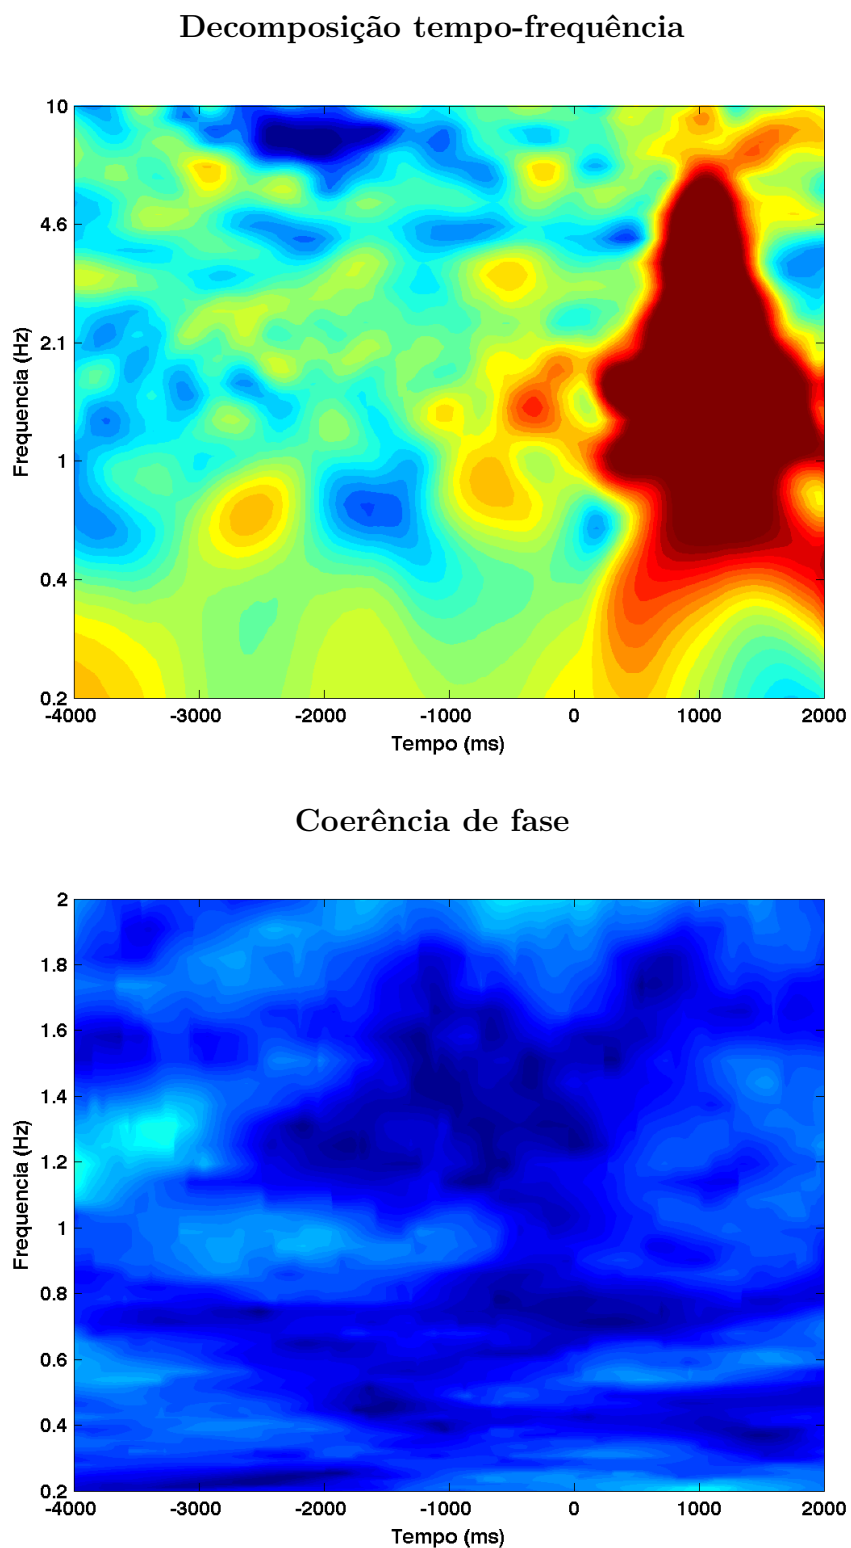 Decomposição tempo-frequência
10
4.6
2.1
1
0.4
0.2
Frequencia (Hz)
-4000 -3000 -2000 -1000 0 1000 2000
Tempo (ms)
Coerência de fase
2
1.8
1.6
1.4
1.2
1
0.8
0.6
0.4
0.2
Frequencia (Hz)
-4000 -3000 -2000 -1000 0 1000 2000
Tempo (ms)